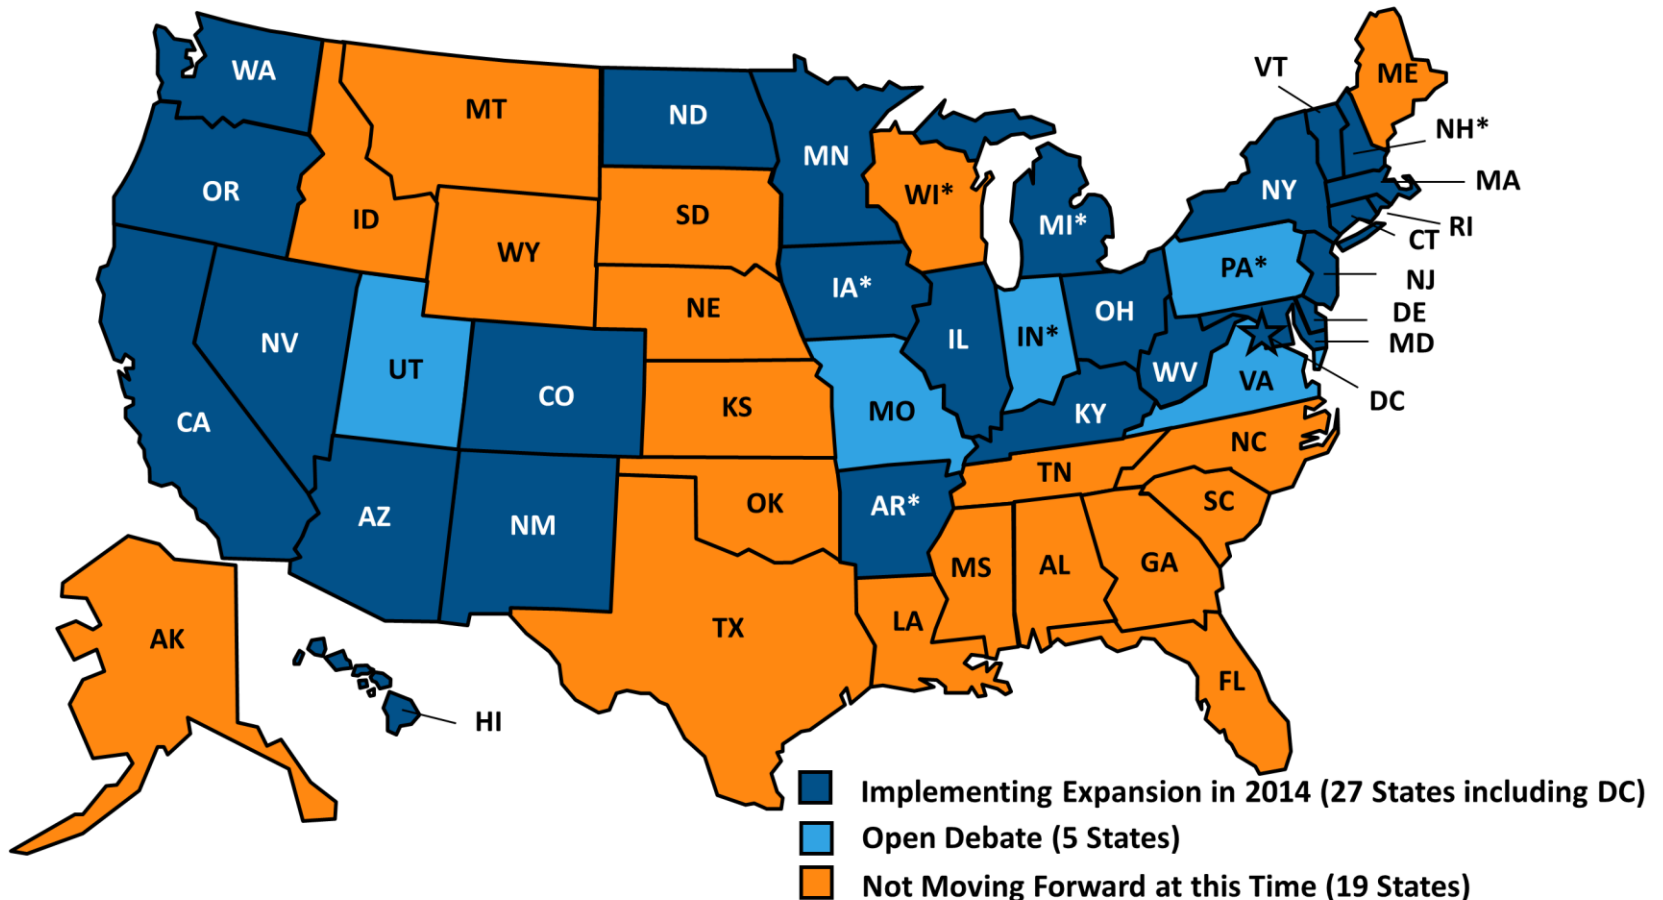 WA
MT
ND
MN
VT
ME
NH*
OR
ID
SD
WI*
MI*
NY
MA
RI
CT
WY
IA*
PA*
NJ
NE
NV
IL
IN*
OH
DE
MD
UT
CO
KS
MO
KY
WV
VA
DC
CA
NC
TN
AZ
NM
OK
AR*
SC
MS
AL
GA
AK
TX
LA
FL
HI
Implementing Expansion in 2014 (27 States including DC)
Open Debate (5 States)
Not Moving Forward at this Time (19 States)